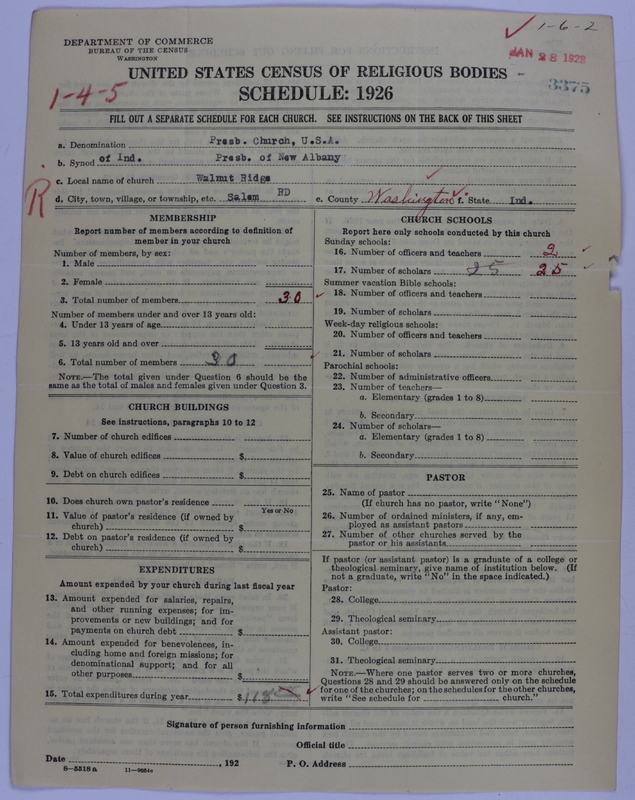 1-6-2
DEPARTMENT OF COMMERCE
BUREAU OF THE CENSUS
WASHINGTON
JAN 28 1928
UNITED STATES CENSUS OF RELIGIOUS BODIES
3375
1-4-5
SCHEDULE: 1926
FILL OUT A SEPARATE SCHEDULE FOR EACH CHURCH. SEE INSTRUCTIONS ON THE BACK OF THIS SHEET
a. Denomination Presb. Church, U.S.A.
b. Synod of Ind. Presb. of New Albany
c. Local name of church Walnut Ridge
R
d. City, town, village, or township, etc. Salem RD e. County Washington f. State Ind.
MEMBERSHIP
Report number of members according to definition of member in your church
Number of members, by sex:
1. Male
2. Female
3. Total number of members 30
Number of members under and over 13 years old:
4. Under 13 years of age
5. 13 years old and over
6. Total number of members 30
NOTE.—The total given under Question 6 should be the same as the total of males and females given under Question 3.
CHURCH BUILDINGS
See instructions, paragraphs 10 to 12
7. Number of church edifices
8. Value of church edifices $
9. Debt on church edifices $
10. Does church own pastor's residence
Yes or No
11. Value of pastor's residence (if owned by
church) $
12. Debt on pastor's residence (if owned by
church) $
EXPENDITURES
Amount expended by your church during last fiscal year
13. Amount expended for salaries, repairs,
and other running expenses; for im-
provements or new buildings; and for
payments on church debt $
14. Amount expended for benevolences, in-
cluding home and foreign missions; for
denominational support; and for all
other purposes $
15. Total expenditures during year $
CHURCH SCHOOLS
Report here only schools conducted by this church
Sunday schools:
16. Number of officers and teachers 2
17. Number of scholars 25 25
Summer vacation Bible schools:
18. Number of officers and teachers
19. Number of scholars
Week-day religious schools:
20. Number of officers and teachers
21. Number of scholars
Parochial schools:
22. Number of administrative officers
23. Number of teachers—
a. Elementary (grades 1 to 8)
b. Secondary
24. Number of scholars—
a. Elementary (grades 1 to 8)
b. Secondary
PASTOR
25. Name of pastor
(If church has no pastor, write "None")
26. Number of ordained ministers, if any, em-
ployed as assistant pastors
27. Number of other churches served by the
pastor or his assistants
If pastor (or assistant pastor) is a graduate of a college or
theological seminary, give name of institution below. (If
not a graduate, write "No" in the space indicated.)
Pastor:
28. College
29. Theological seminary
Assistant pastor:
30. College
31. Theological seminary
NOTE.—Where one pastor serves two or more churches,
Questions 28 and 29 should be answered only on the schedule
for one of the churches; on the schedules for the other churches,
write "See schedule for church."
Signature of person furnishing information
Official title
Date , 192 P. O. Address
8—5518a